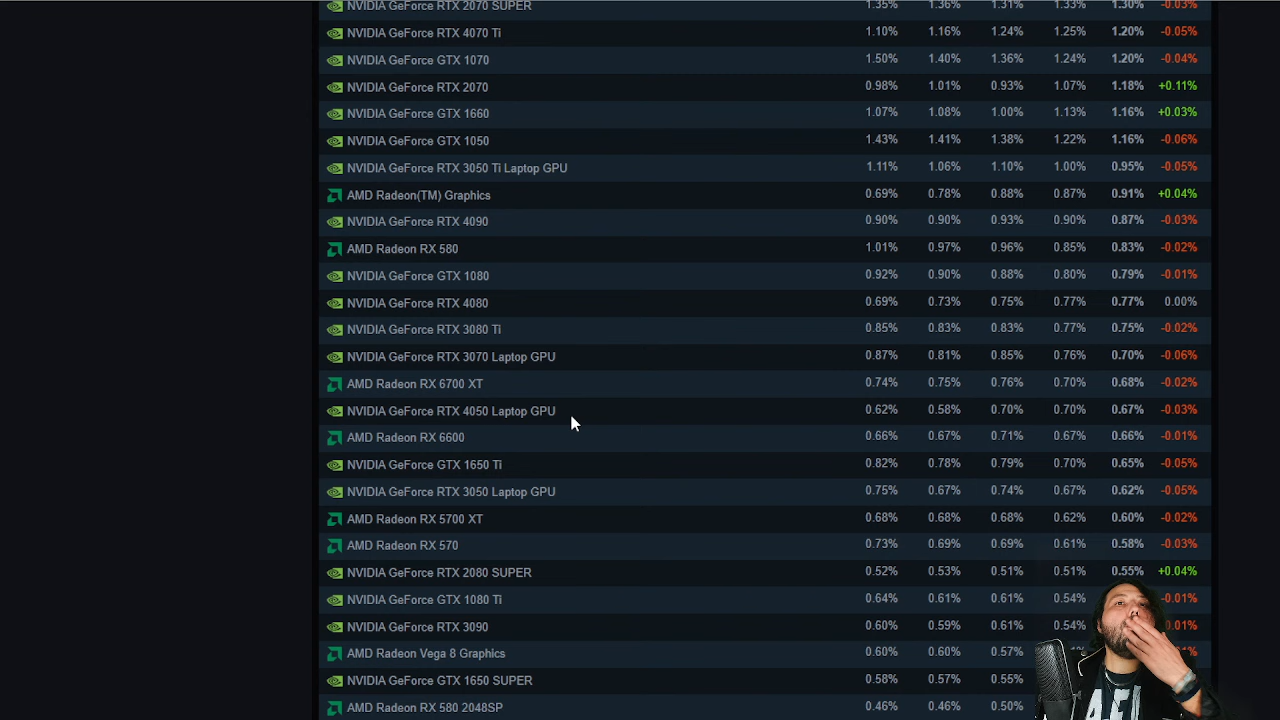 NVIDIA GeForce RTX 2070 SUPER 1.35% 1.36% 1.31% 1.33% 1.30% -0.03%
NVIDIA GeForce RTX 4070 Ti 1.10% 1.16% 1.24% 1.25% 1.20% -0.05%
NVIDIA GeForce GTX 1070 1.50% 1.40% 1.36% 1.24% 1.20% -0.04%
NVIDIA GeForce RTX 2070 0.98% 1.01% 0.93% 1.07% 1.18% +0.11%
NVIDIA GeForce GTX 1660 1.07% 1.08% 1.00% 1.13% 1.16% +0.03%
NVIDIA GeForce GTX 1050 1.43% 1.41% 1.38% 1.22% 1.16% -0.06%
NVIDIA GeForce RTX 3050 Ti Laptop GPU 1.11% 1.06% 1.10% 1.00% 0.95% -0.05%
AMD Radeon(TM) Graphics 0.69% 0.78% 0.88% 0.87% 0.91% +0.04%
NVIDIA GeForce RTX 4090 0.90% 0.90% 0.93% 0.90% 0.87% -0.03%
AMD Radeon RX 580 1.01% 0.97% 0.96% 0.85% 0.83% -0.02%
NVIDIA GeForce GTX 1080 0.92% 0.90% 0.88% 0.80% 0.79% -0.01%
NVIDIA GeForce RTX 4080 0.69% 0.73% 0.75% 0.77% 0.77% 0.00%
NVIDIA GeForce RTX 3080 Ti 0.85% 0.83% 0.83% 0.77% 0.75% -0.02%
NVIDIA GeForce RTX 3070 Laptop GPU 0.87% 0.81% 0.85% 0.76% 0.70% -0.06%
AMD Radeon RX 6700 XT 0.74% 0.75% 0.76% 0.70% 0.68% -0.02%
NVIDIA GeForce RTX 4050 Laptop GPU 0.62% 0.58% 0.70% 0.70% 0.67% -0.03%
AMD Radeon RX 6600 0.66% 0.67% 0.71% 0.67% 0.66% -0.01%
NVIDIA GeForce GTX 1650 Ti 0.82% 0.78% 0.79% 0.70% 0.65% -0.05%
NVIDIA GeForce RTX 3050 Laptop GPU 0.75% 0.67% 0.74% 0.67% 0.62% -0.05%
AMD Radeon RX 5700 XT 0.68% 0.68% 0.68% 0.62% 0.60% -0.02%
AMD Radeon RX 570 0.73% 0.69% 0.69% 0.61% 0.58% -0.03%
NVIDIA GeForce RTX 2080 SUPER 0.52% 0.53% 0.51% 0.51% 0.55% +0.04%
NVIDIA GeForce GTX 1080 Ti 0.64% 0.61% 0.61% 0.54% 0.01%
NVIDIA GeForce RTX 3090 0.60% 0.59% 0.61% 0.54% 0.01%
AMD Radeon Vega 8 Graphics 0.60% 0.60% 0.57%
NVIDIA GeForce GTX 1650 SUPER 0.58% 0.57% 0.55%
AMD Radeon RX 580 2048SP 0.46% 0.46% 0.50%